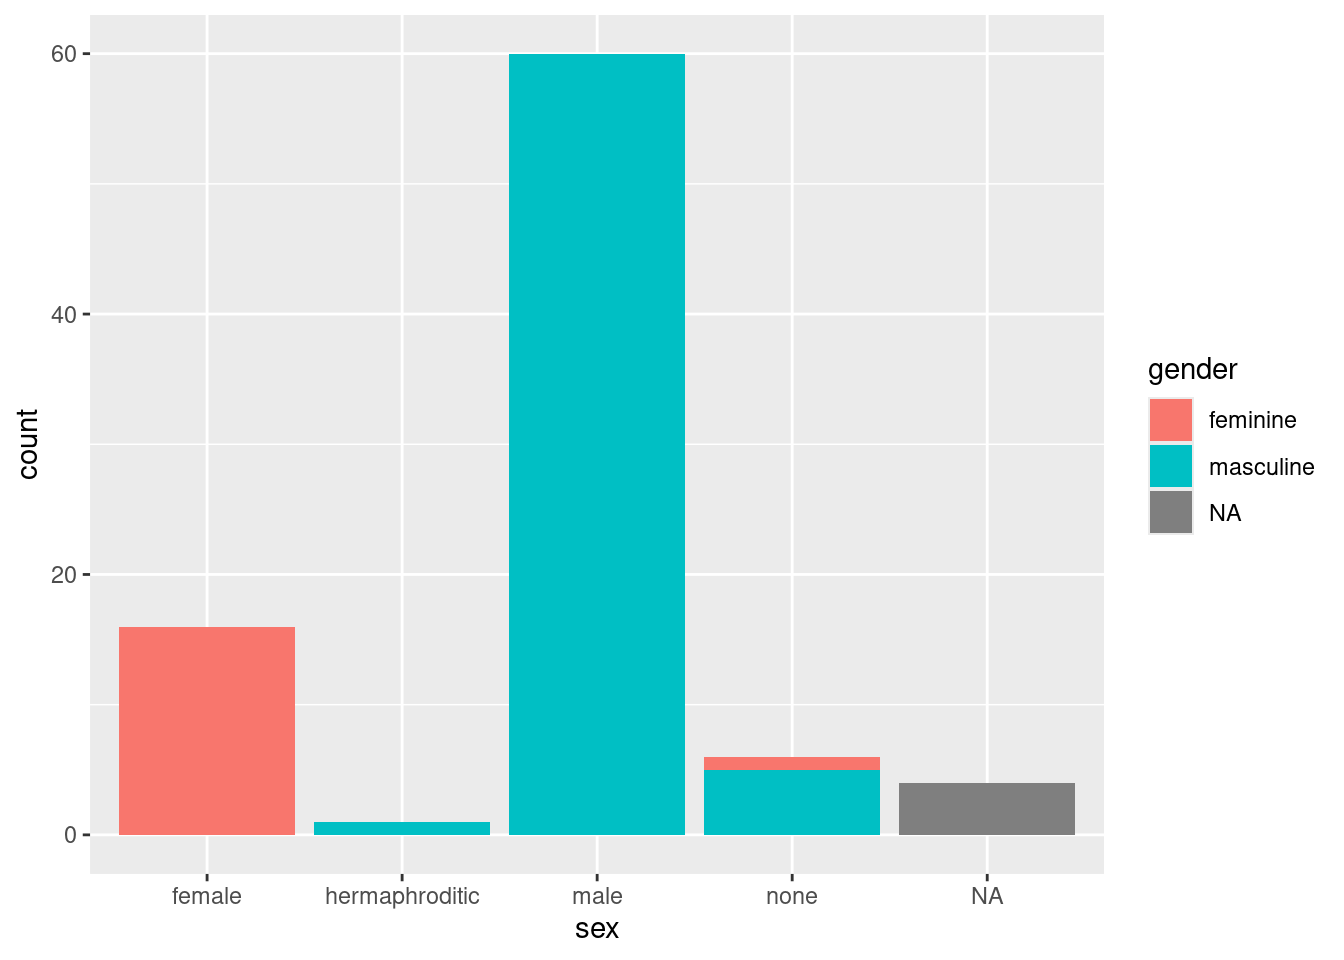 60
40
20
0
count
female
hermaphroditic
male
none
NA
sex
gender
feminine
masculine
NA